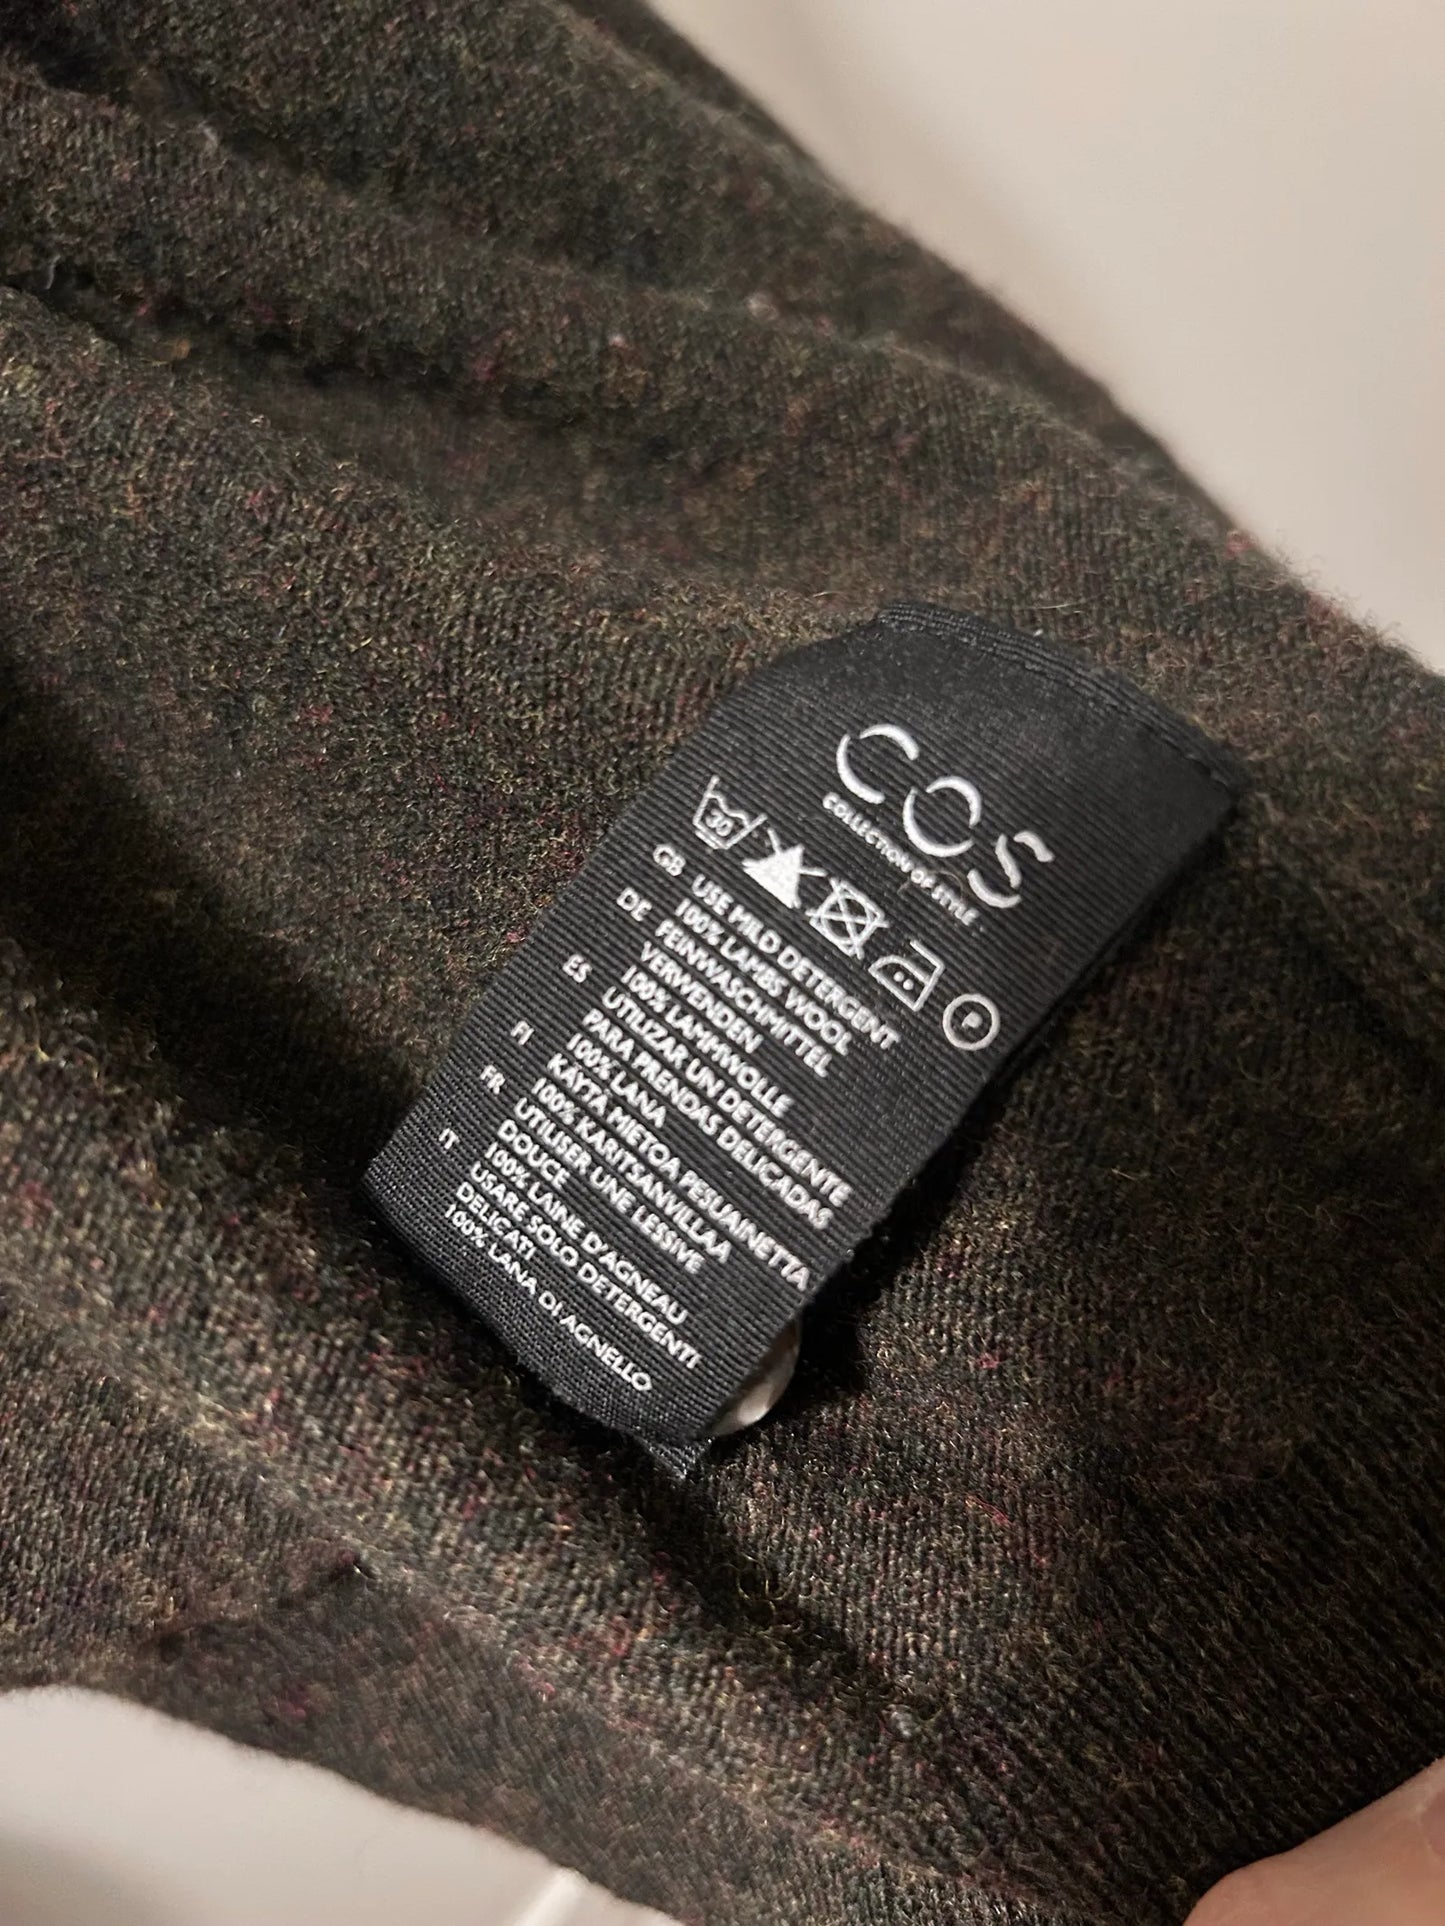 COS
COLLECTION OF STYLE
30
P
GB USE MILD DETERGENT
100% LAMBS WOOL
DE FEINWASCHMITTEL
VERWENDEN
100% LAMMWOLLE
ES UTILIZAR UN DETERGENTE
PARA PRENDAS DELICADAS
100% LANA
FI KÄYTÄ MIETOA PESUAINETTA
100% KARITSANVILLAA
FR UTILISER UNE LESSIVE
DOUCE
100% LAINE D'AGNEAU
IT USARE SOLO DETERGENTI
DELICATI
100% LANA DI AGNELLO